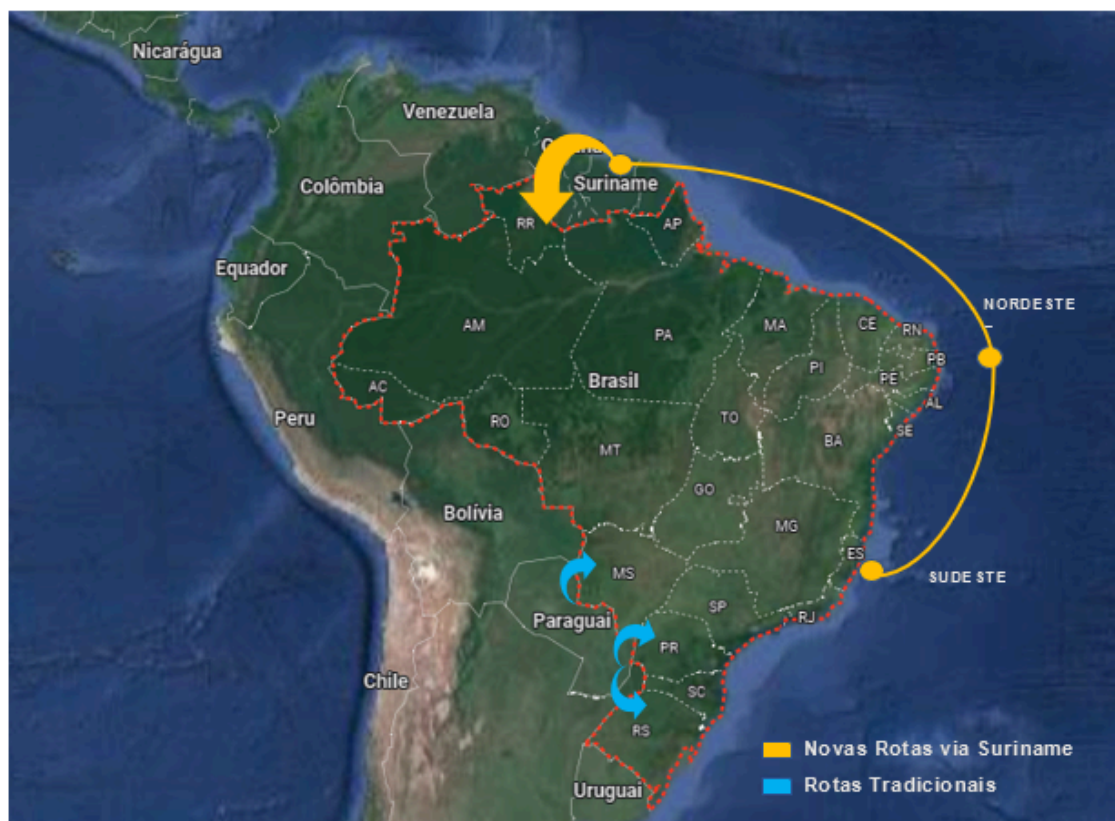 Nicarágua
Venezuela
Colômbia
Suriname
RR
AP
Equador
NORDESTE
AM
PA
MA
CE
RN
PB
PI
PE
AL
Brasil
AC
Peru
RO
TO
SE
BA
MT
GO
Bolívia
MG
ES
SUDESTE
MS
SP
RJ
Paraguai
PR
Chile
SC
RS
Novas Rotas via Suriname
Rotas Tradicionais
Uruguai